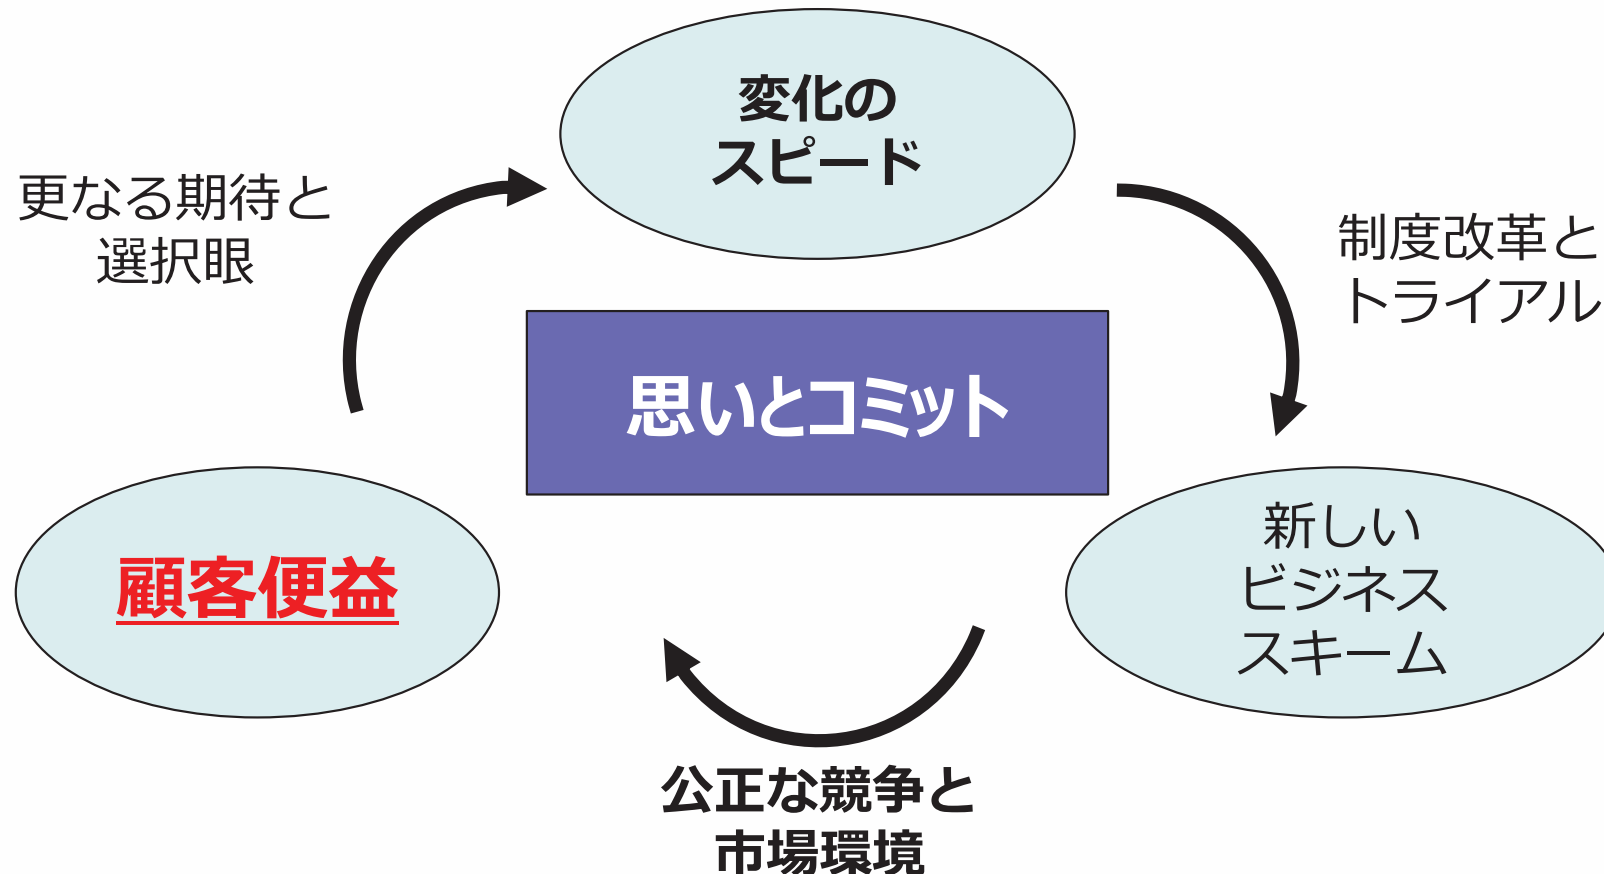 変化の
スピード
更なる期待と
選択眼
制度改革と
トライアル
思いとコミット
顧客便益
新しい
ビジネス
スキーム
公正な競争と
市場環境